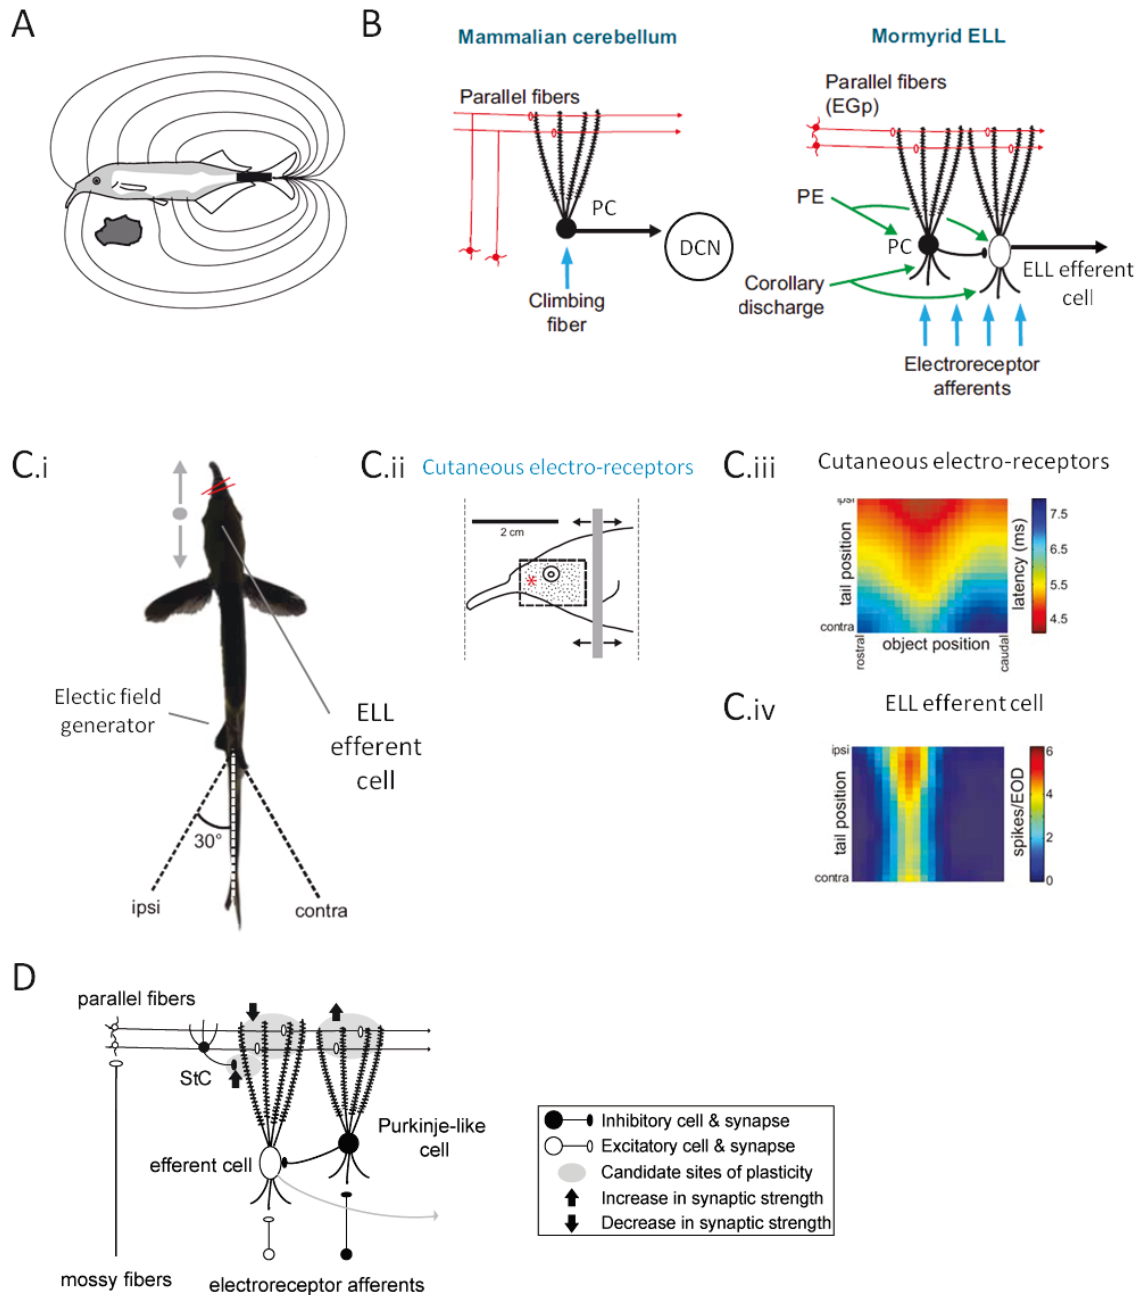 A
B
Mammalian cerebellum
Mormyrid ELL
Parallel fibers
PC
DCN
Climbing
fiber
Parallel fibers
(EGp)
PE
PC
ELL efferent
cell
Corollary
discharge
Electroreceptor
afferents
C.i
Electic field
generator
ELL
efferent
cell
30°
ipsi
contra
C.ii
Cutaneous electro-receptors
2 cm
*
C.iii
Cutaneous electro-receptors
ipsi
tail position
contra
rostral
object position
caudal
7.5
6.5
5.5
4.5
latency (ms)
C.iv
ELL efferent cell
ipsi
tail position
contra
6
4
2
0
spikes/EOD
D
parallel fibers
StC
efferent cell
Purkinje-like
cell
mossy fibers
electroreceptor afferents
Inhibitory cell & synapse
Excitatory cell & synapse
Candidate sites of plasticity
Increase in synaptic strength
Decrease in synaptic strength